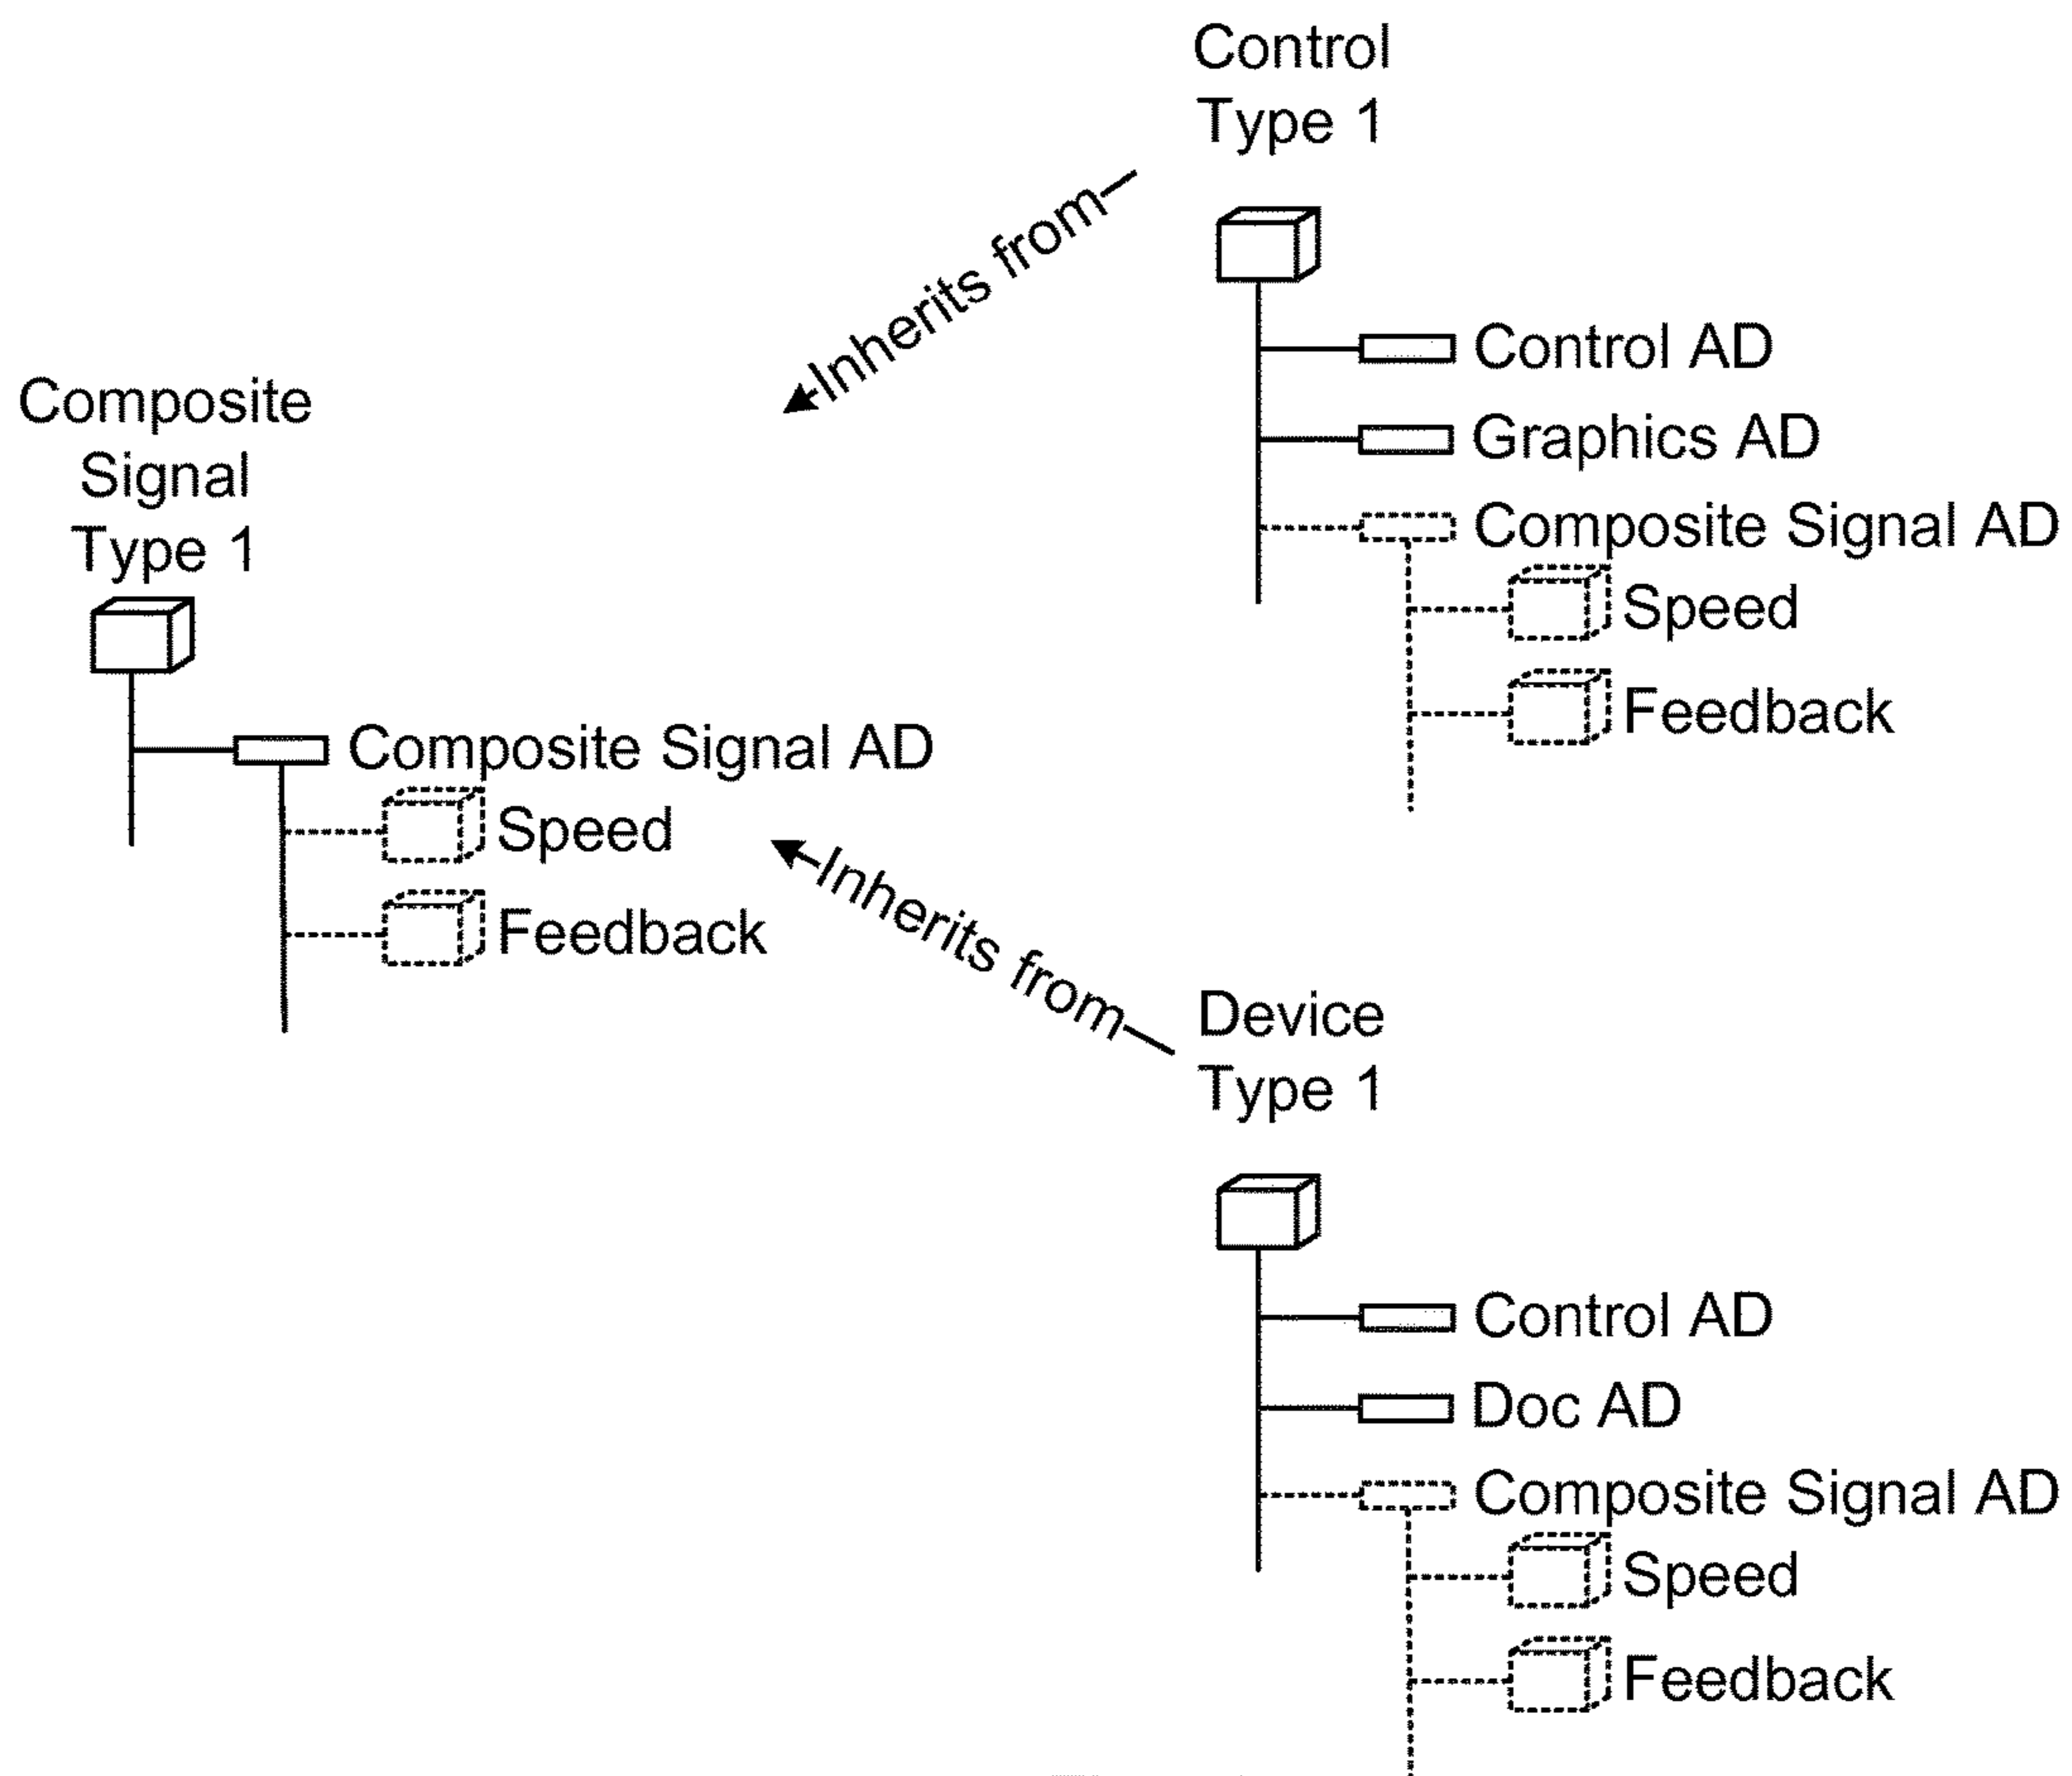 Composite
Signal
Type 1
Composite Signal AD
Speed
Feedback
Inherits from
Inherits from
Control
Type 1
Control AD
Graphics AD
Composite Signal AD
Speed
Feedback
Device
Type 1
Control AD
Doc AD
Composite Signal AD
Speed
Feedback